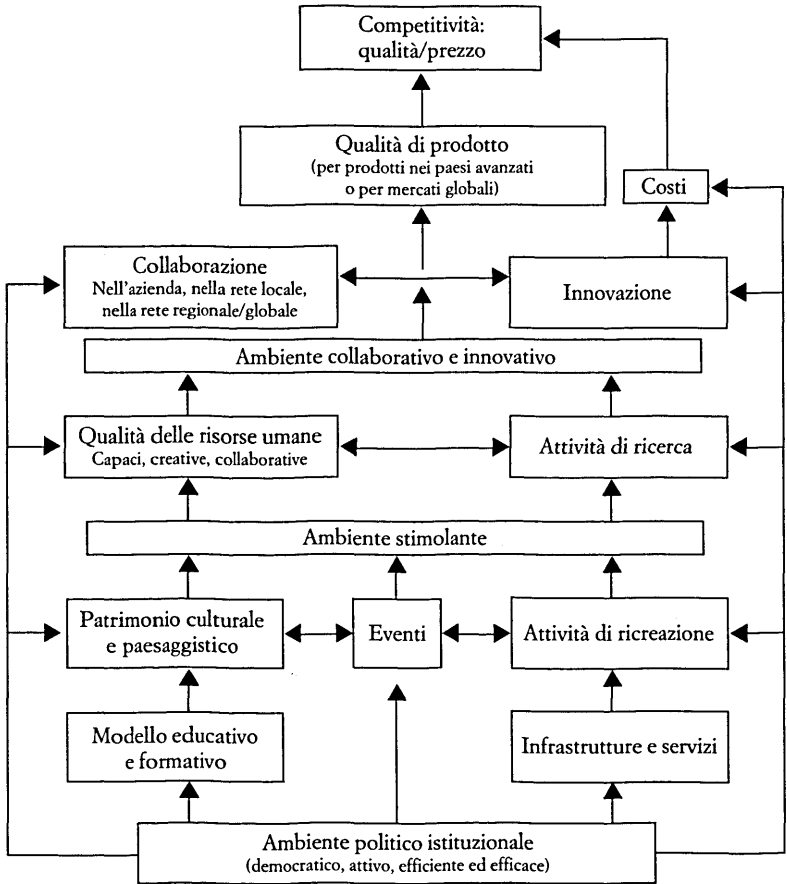 Competitività:
qualità/prezzo
Qualità di prodotto
(per prodotti nei paesi avanzati
o per mercati globali)
Costi
Collaborazione
Nell'azienda, nella rete locale,
nella rete regionale/globale
Innovazione
Ambiente collaborativo e innovativo
Qualità delle risorse umane
Capaci, creative, collaborative
Attività di ricerca
Ambiente stimolante
Patrimonio culturale
e paesaggistico
Eventi
Attività di ricreazione
Modello educativo
e formativo
Infrastrutture e servizi
Ambiente politico istituzionale
(democratico, attivo, efficiente ed efficace)